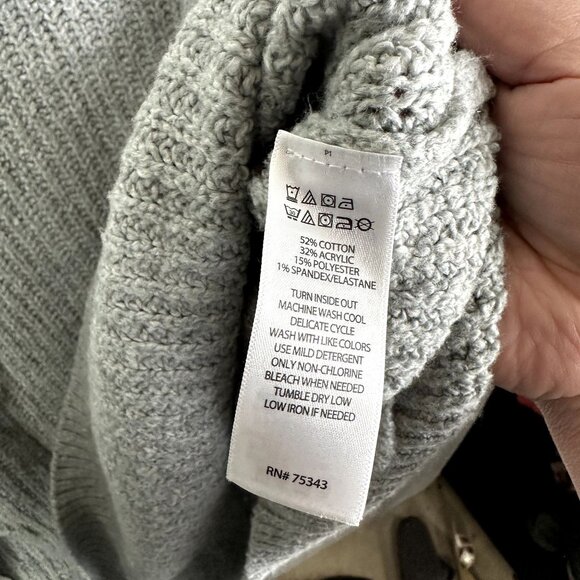 P1
52% COTTON
32% ACRYLIC
15% POLYESTER
1% SPANDEX/ELASTANE
TURN INSIDE OUT
MACHINE WASH COOL
DELICATE CYCLE
WASH WITH LIKE COLORS
USE MILD DETERGENT
ONLY NON-CHLORINE
BLEACH WHEN NEEDED
TUMBLE DRY LOW
LOW IRON IF NEEDED
RN# 75343